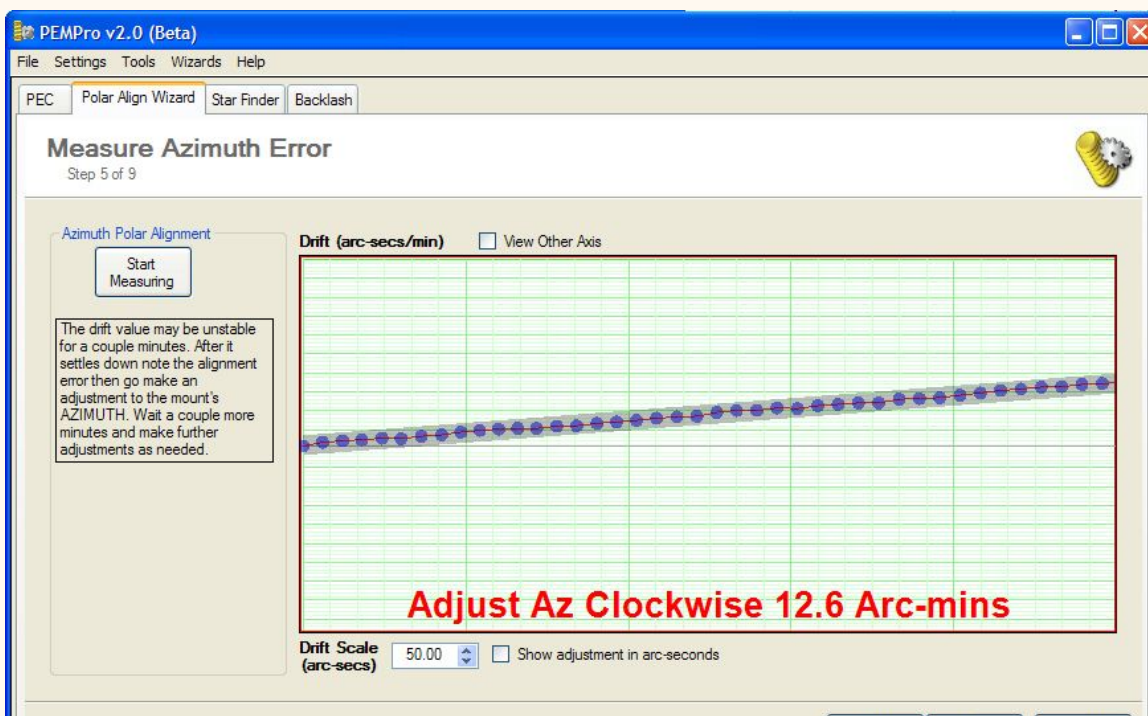 PEMPro v2.0 (Beta)
File Settings Tools Wizards Help
PEC Polar Align Wizard Star Finder Backlash
Measure Azimuth Error
Step 5 of 9
Azimuth Polar Alignment
Start
Measuring
The drift value may be unstable
for a couple minutes. After it
settles down note the alignment
error then go make an
adjustment to the mount's
AZIMUTH. Wait a couple more
minutes and make further
adjustments as needed.
Drift (arc-secs/min) View Other Axis
Adjust Az Clockwise 12.6 Arc-mins
Drift Scale
(arc-secs)
50.00
Show adjustment in arc-seconds